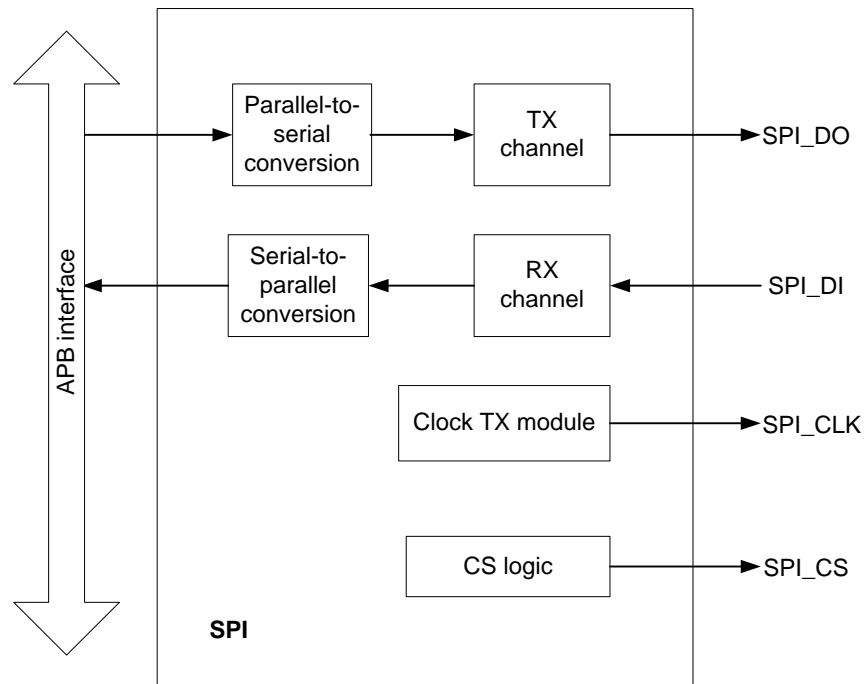 Parallel-to-
serial
conversion
TX
channel
SPI_DO
Serial-to-
parallel
conversion
RX
channel
SPI_DI
APB interface
Clock TX module
SPI_CLK
CS logic
SPI_CS
SPI